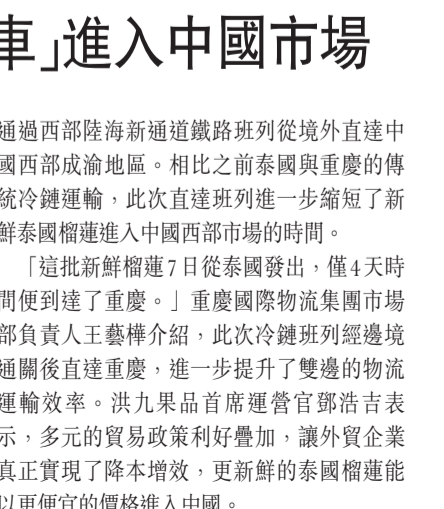 車」進入中國市場
通過西部陸海新通道鐵路班列從境外直達中
國西部成渝地區。相比之前泰國與重慶的傳
統冷鏈運輸，此次直達班列進一步縮短了新
鮮泰國榴蓮進入中國西部市場的時間。
「這批新鮮榴蓮7日從泰國發出，僅4天時
間便到達了重慶。」重慶國際物流集團市場
部負責人王藝樺介紹，此次冷鏈班列經邊境
通關後直達重慶，進一步提升了雙邊的物流
運輸效率。洪九果品首席運營官鄧浩吉表
示，多元的貿易政策利好疊加，讓外貿企業
真正實現了降本增效，更新鮮的泰國榴蓮能
以更便宜的價格進入中國。